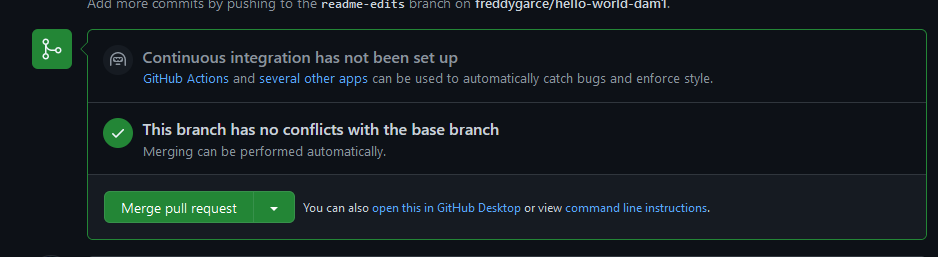 Add more commits by pushing to the readme-edits branch on freddygarce/hello-world-dam1.
Continuous integration has not been set up
GitHub Actions and several other apps can be used to automatically catch bugs and enforce style.
This branch has no conflicts with the base branch
Merging can be performed automatically.
Merge pull request
You can also open this in GitHub Desktop or view command line instructions.